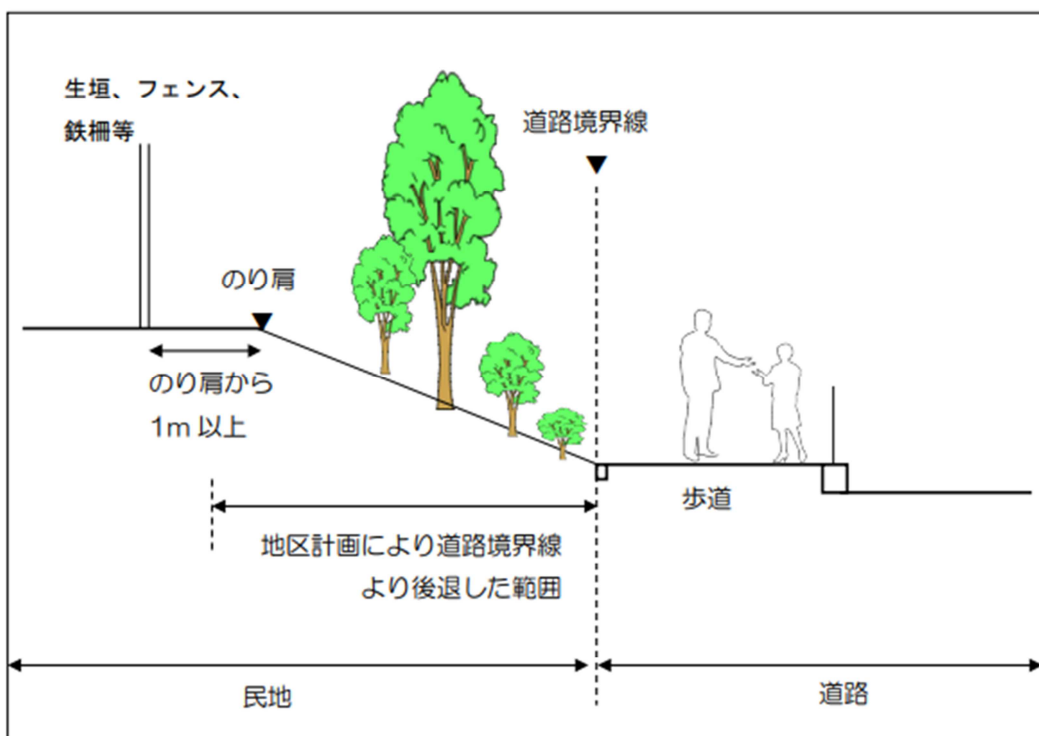 生垣、フェンス、
鉄柵等
道路境界線
のり肩
のり肩から
1m 以上
歩道
地区計画により道路境界線
より後退した範囲
民地
道路